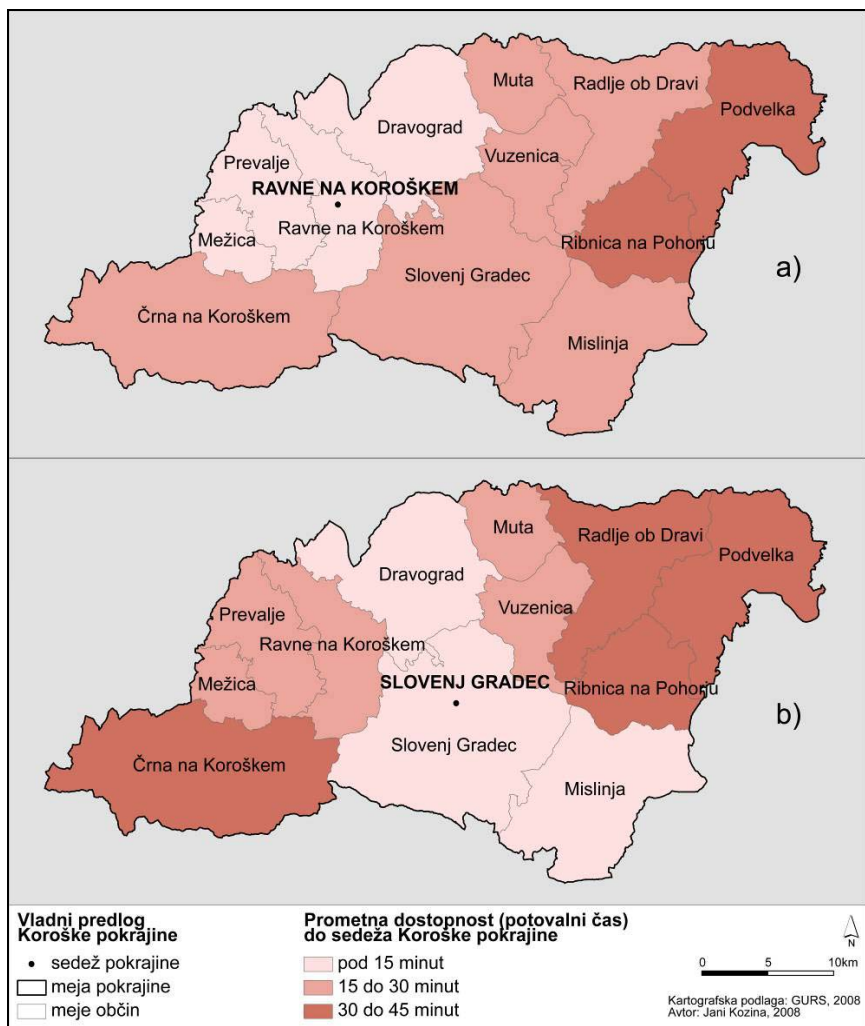 Muta
Radlje ob Dravi
Podvelka
Dravograd
Vuzenica
Prevalje
RAVNE NA KOROŠKEM
Ravne na Koroškem
Mežica
Ribnica na Pohorju
Slovenj Gradec
a)
Črna na Koroškem
Mislinja
Muta
Radlje ob Dravi
Podvelka
Dravograd
Vuzenica
Prevalje
Ravne na Koroškem
Mežica
SLOVENJ GRADEC
Ribnica na Pohorju
b)
Slovenj Gradec
Črna na Koroškem
Mislinja
Vladni predlog
Koroške pokrajine
sedež pokrajine
meja pokrajine
meje občin
Prometna dostopnost (potovalni čas)
do sedeža Koroške pokrajine
pod 15 minut
15 do 30 minut
30 do 45 minut
N
0 5 10km
Kartografska podlaga: GURS, 2008
Avtor: Jani Kozina, 2008